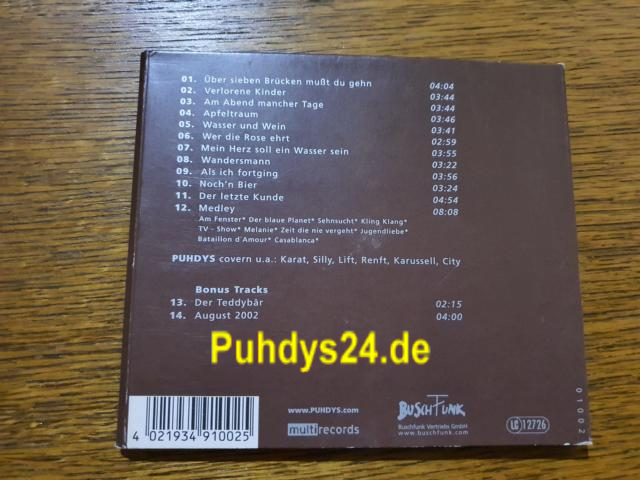 01. Über sieben Brücken mußt du gehn 04:04
02. Verlorene Kinder 03:44
03. Am Abend mancher Tage 03:44
04. Apfeltraum 03:46
05. Wasser und Wein 03:41
06. Wer die Rose ehrt 02:59
07. Mein Herz soll ein Wasser sein 03:55
08. Wandersmann 03:22
09. Als ich fortging 03:56
10. Noch'n Bier 03:24
11. Der letzte Kunde 04:54
12. Medley 08:08
Am Fenster* Der blaue Planet* Sehnsucht* Kling Klang*
TV - Show* Melanie* Zeit die nie vergeht* Jugendliebe*
Bataillon d´Amour* Casablanca*
PUHDYS covern u.a.: Karat, Silly, Lift, Renft, Karussell, City
Bonus Tracks
13. Der Teddybär 02:15
14. August 2002 04:00
Puhdys24.de
4 021934 910025
www.PUHDYS.com
multirecords
BUSCHFUNK
Buschfunk Vertriebs GmbH
www.buschfunk.com
LC 12726
01002